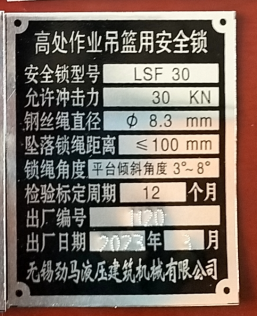 高处作业吊篮用安全锁
安全锁型号 LSF 30
允许冲击力 30 KN
钢丝绳直径 φ 8.3 mm
坠落锁绳距离 ≤100 mm
锁绳角度 平台倾斜角度 3°~8°
检验标定周期 12 个月
出厂编号 1120
出厂日期 2023年 3 月
无锡劲马液压建筑机械有限公司